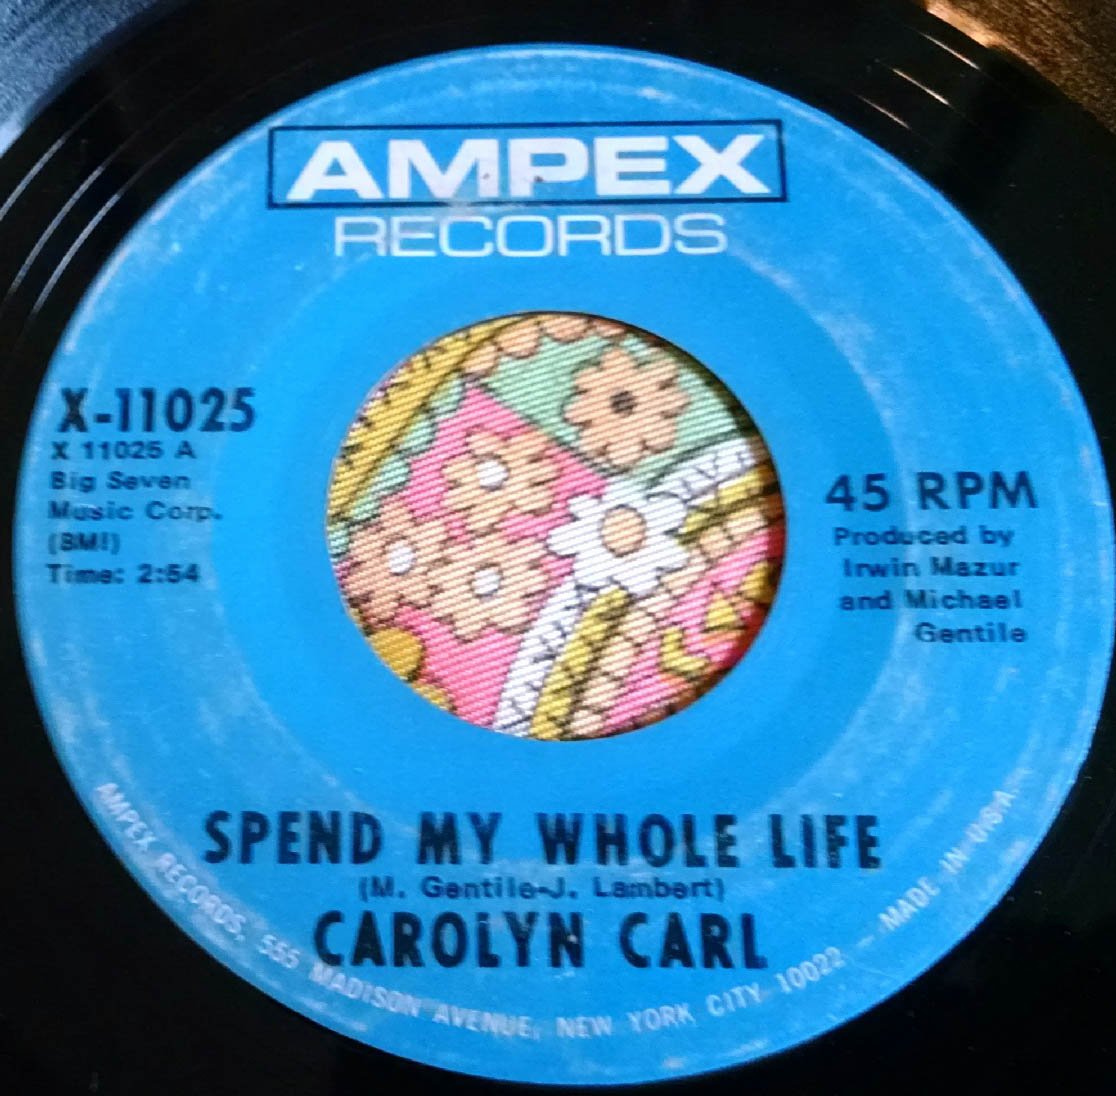 AMPEX
RECORDS
X-11025
X 11025 A
Big Seven
Music Corp.
(BMI)
Time: 2:54
45 RPM
Produced by
Irwin Mazur
and Michael
Gentile
SPEND MY WHOLE LIFE
(M. Gentile-J. Lambert)
CAROLYN CARL
AMPEX RECORDS, 555 MADISON AVENUE, NEW YORK CITY 10022 - MADE IN U.S.A.